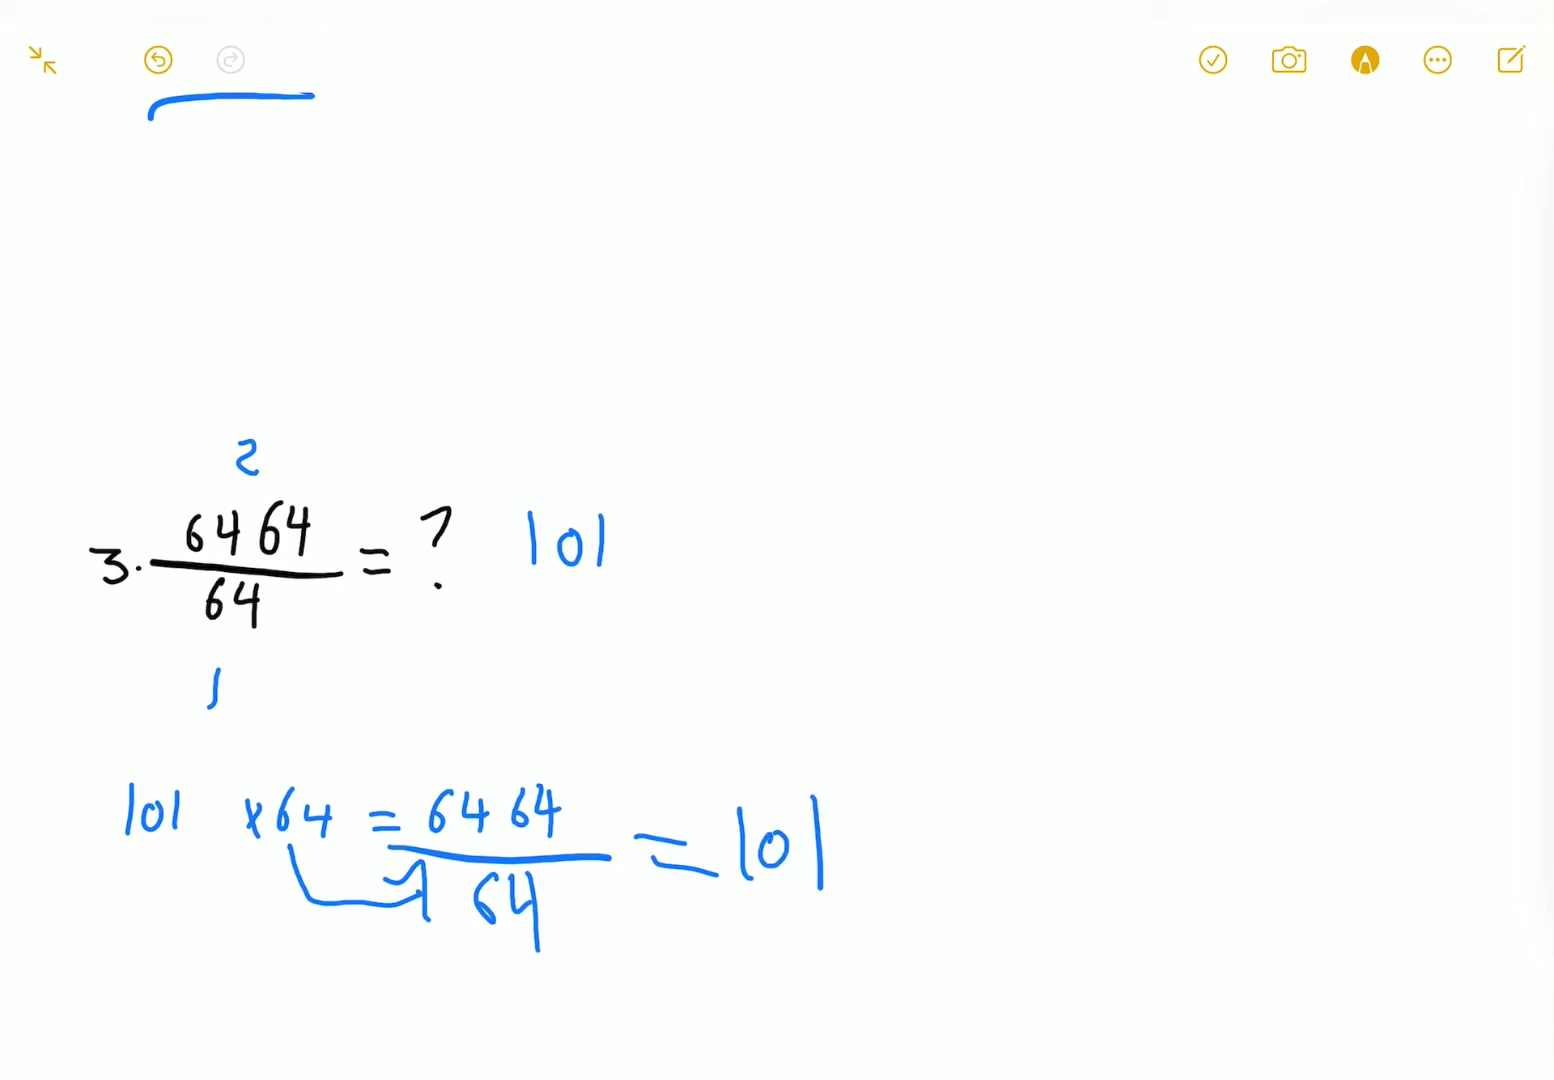 2
3. 6464 / 64 = ? 101
1
101 x64 = 6464 / 64 = 101